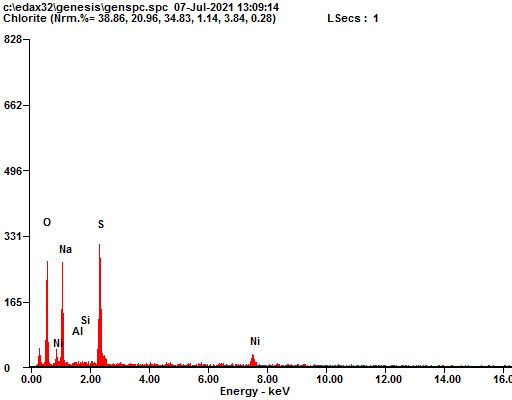 c:\edax32\genesis\genspc.spc 07-Jul-2021 13:09:14
Chlorite (Nrm.%= 38.86, 20.96, 34.83, 1.14, 3.84, 0.28) LSecs : 1
828
662
496
331
165
0
O
Na
S
Ni
Al
Si
Ni
0.00 2.00 4.00 6.00 8.00 10.00 12.00 14.00 16.0
Energy - keV